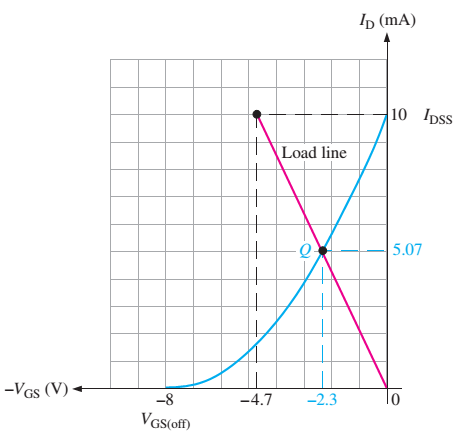 I_D (mA)
10 I_DSS
Load line
Q 5.07
−V_GS (V)
−8 −4.7 −2.3 0
V_GS(off)